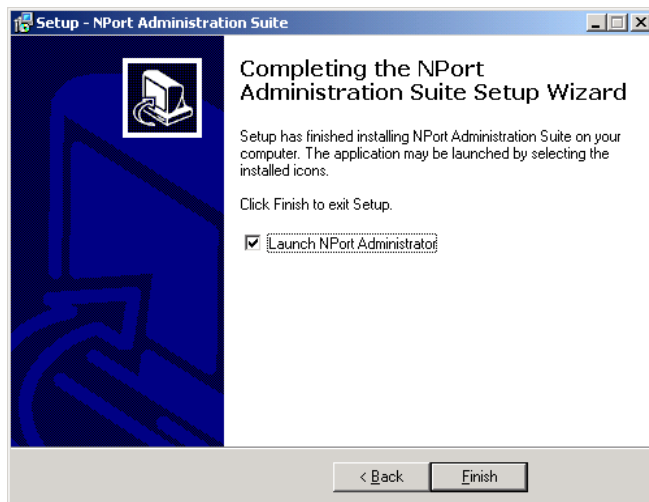 Setup - NPort Administration Suite
Completing the NPort
Administration Suite Setup Wizard
Setup has finished installing NPort Administration Suite on your
computer. The application may be launched by selecting the
installed icons.
Click Finish to exit Setup.
Launch NPort Administrator
< Back
Finish